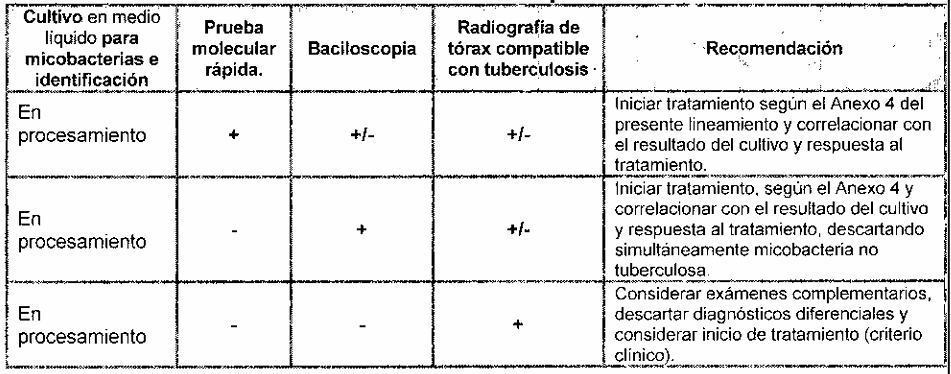 Cultivo en medio
líquido para
micobacterias e
identificación
Prueba
molecular
rápida.
Baciloscopia
Radiografía de
tórax compatible
con tuberculosis
Recomendación
En
procesamiento
+
+/-
+/-
Iniciar tratamiento según el Anexo 4 del
presente lineamiento y correlacionar con
el resultado del cultivo y respuesta al
tratamiento.
En
procesamiento
-
+
+/-
Iniciar tratamiento, según el Anexo 4 y
correlacionar con el resultado del cultivo
y respuesta al tratamiento, descartando
simultáneamente micobacteria no
tuberculosa.
En
procesamiento
-
-
+
Considerar exámenes complementarios,
descartar diagnósticos diferenciales y
considerar inicio de tratamiento (criterio
clínico).